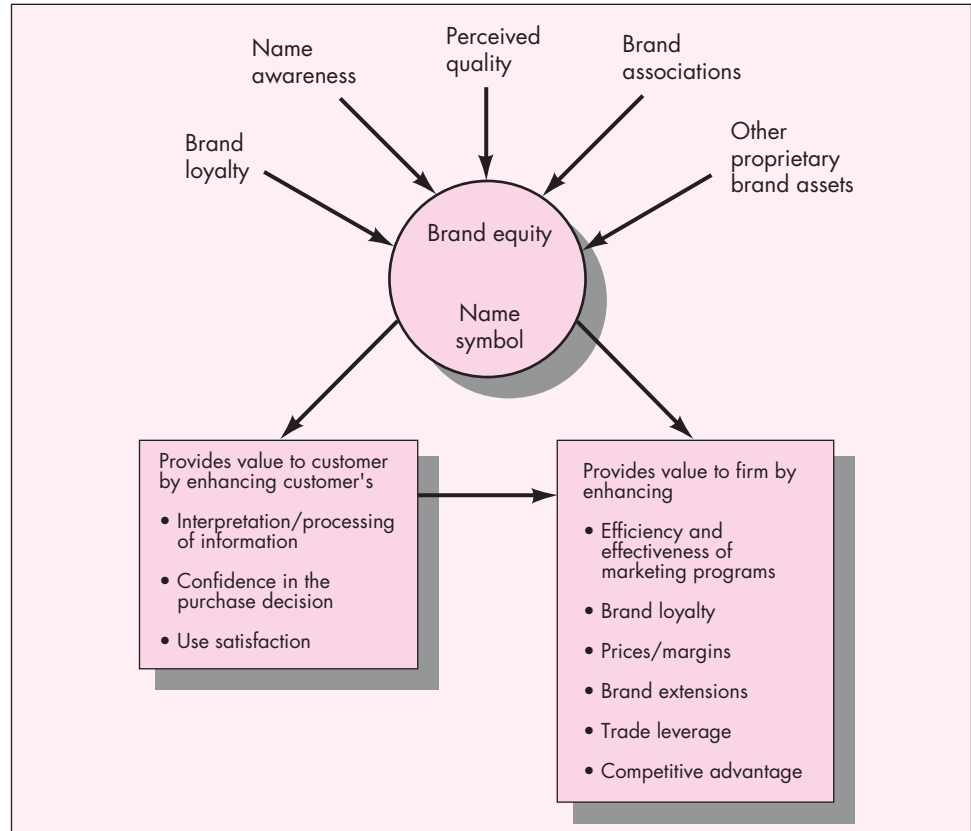 Name
awareness
Perceived
quality
Brand
associations
Brand
loyalty
Other
proprietary
brand assets
Brand equity
Name
symbol
Provides value to customer
by enhancing customer's
• Interpretation/processing
of information
• Confidence in the
purchase decision
• Use satisfaction
Provides value to firm by
enhancing
• Efficiency and
effectiveness of
marketing programs
• Brand loyalty
• Prices/margins
• Brand extensions
• Trade leverage
• Competitive advantage